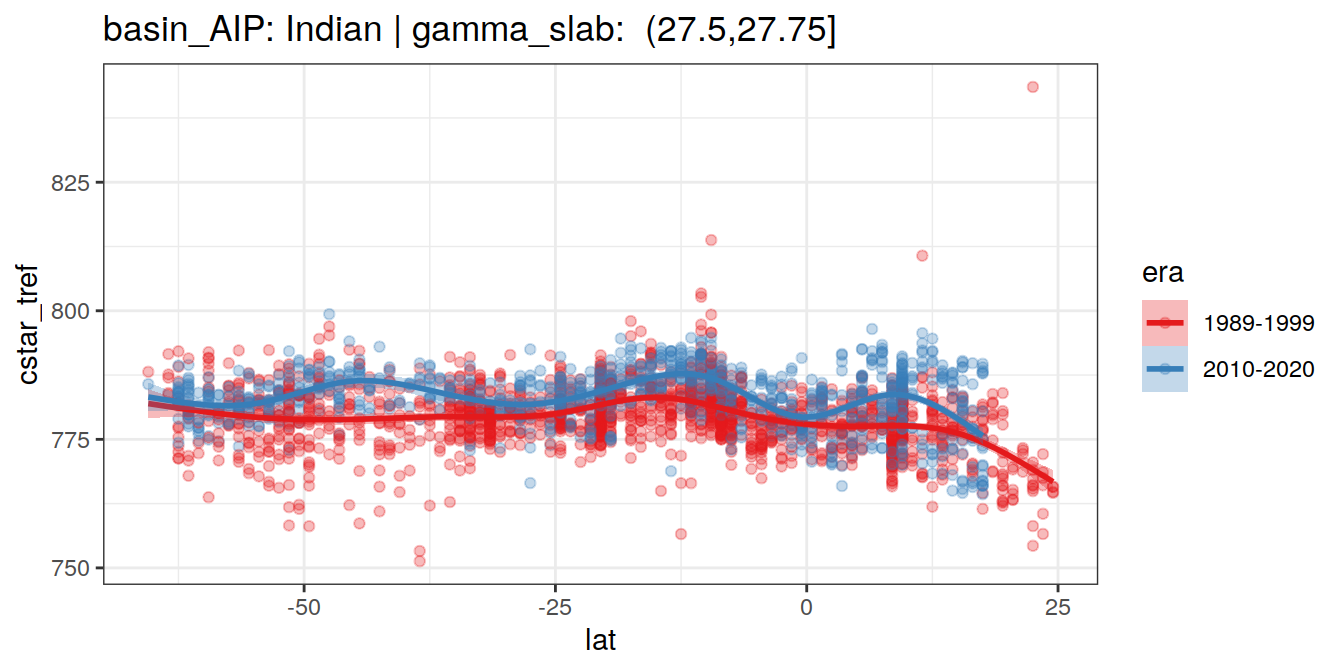 basin_AIP: Indian | gamma_slab:  (27.5,27.75]
825
800
775
750
cstar_tref
-50
-25
0
25
lat
era
1989-1999
2010-2020